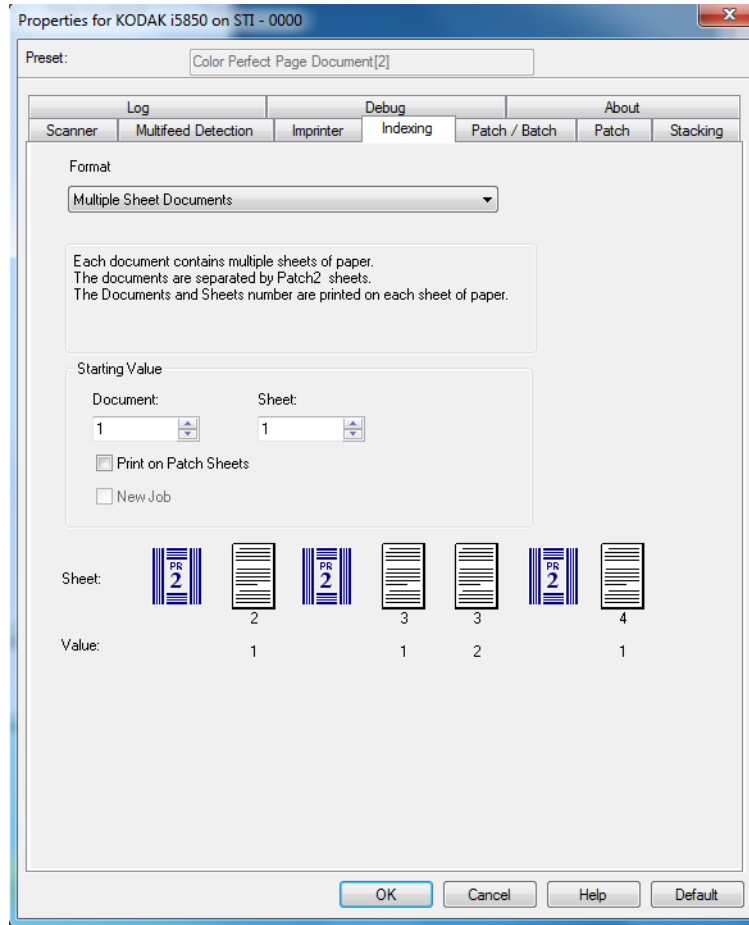 Properties for KODAK i5850 on STI - 0000
x
Preset:
Color Perfect Page Document[2]
Log Debug About
Scanner Multifeed Detection Imprinter Indexing Patch / Batch Patch Stacking
Format
Multiple Sheet Documents
Each document contains multiple sheets of paper.
The documents are separated by Patch2 sheets.
The Documents and Sheets number are printed on each sheet of paper.
Starting Value
Document: Sheet:
1 1
Print on Patch Sheets
New Job
Sheet: PR 2 PR 2 PR 2
2 3 3 4
Value: 1 1 2 1
OK Cancel Help Default